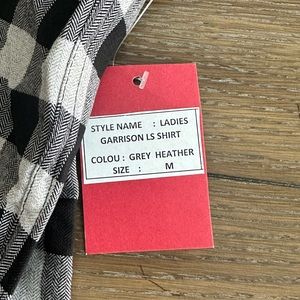 STYLE NAME : LADIES
GARRISON LS SHIRT
COLOU : GREY HEATHER
SIZE : M